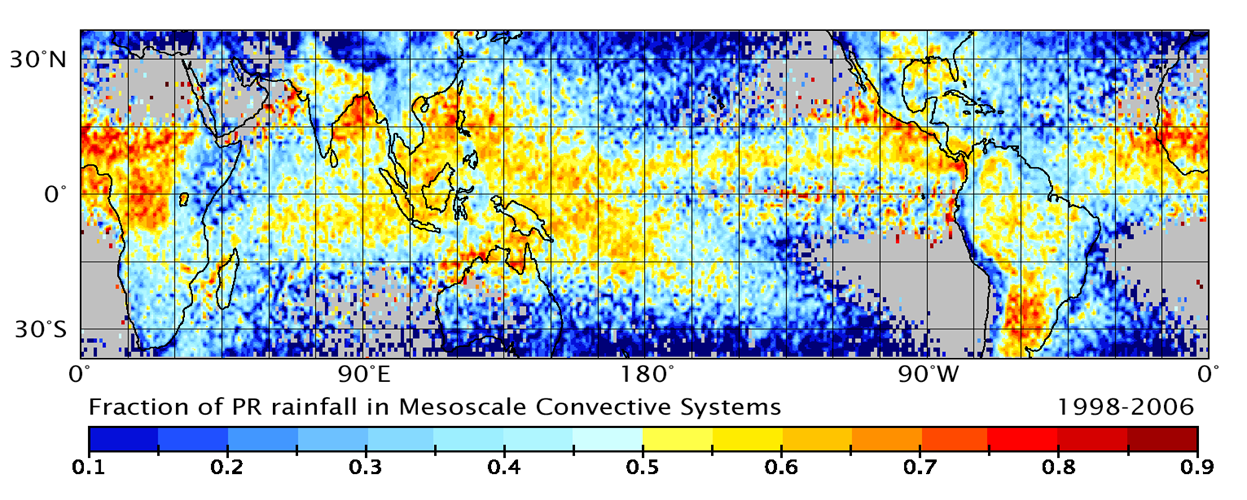 30°N
0°
30°S
0° 90°E 180° 90°W 0°
Fraction of PR rainfall in Mesoscale Convective Systems 1998-2006
0.1 0.2 0.3 0.4 0.5 0.6 0.7 0.8 0.9